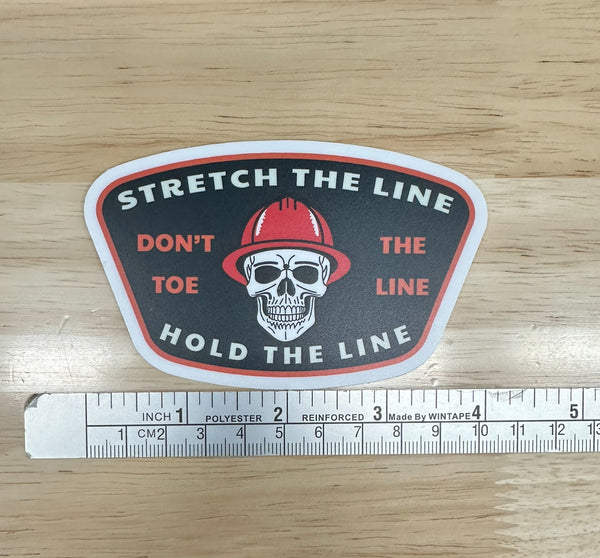 STRETCH THE LINE
DON'T THE
TOE LINE
HOLD THE LINE
INCH 1 POLYESTER 2 REINFORCED 3 Made By WINTAPE 4 5
1 CM2 3 4 5 6 7 8 9 10 11 12 13